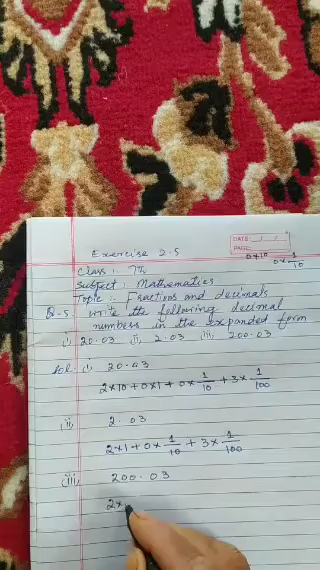 Exercise 2.5
DATE: / /
PAGE:
0×10
0×1/10
Class : 7th
Subject : Mathematics
Topic : Fractions and decimals
Q.5 write the following decimal
numbers in the expanded form
(i) 20.03 (ii) 2.03 (iii) 200.03
Sol. (i) 20.03
2×10 + 0×1 + 0×1/10 + 3×1/100
(ii) 2.03
2×1 + 0×1/10 + 3×1/100
(iii) 200.03
2×